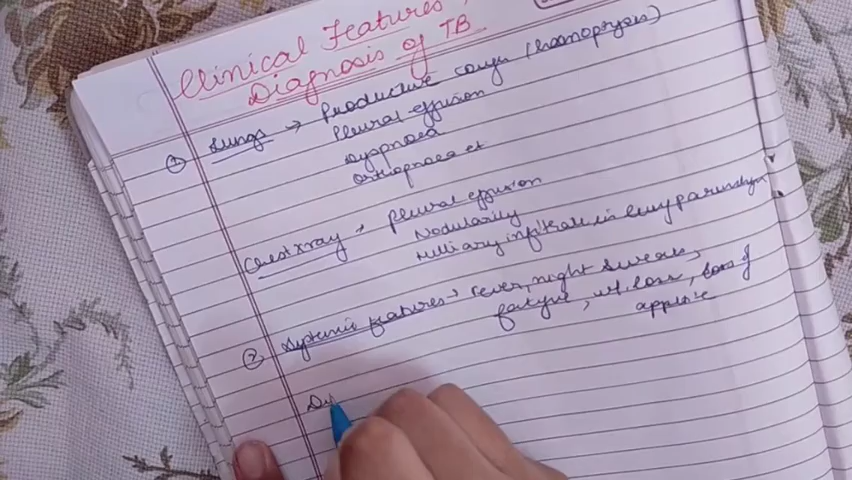 Clinical Features,
Diagnosis of TB
① Lungs → Productive cough (haemoptysis)
Pleural effusion
Dyspnoea
Orthopnoea et
Chest xray → Pleural effusion
Nodularity
Milliary infiltrate in lung parenchyma
② Systemic features → Fever, night sweats,
fatigue, wt. loss, loss of
appetite